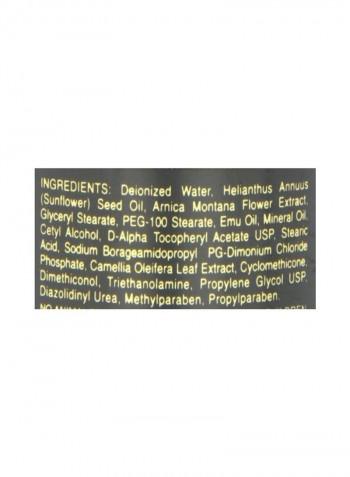 INGREDIENTS: Deionized Water, Helianthus Annuus
(Sunflower) Seed Oil, Arnica Montana Flower Extract,
Glyceryl Stearate, PEG-100 Stearate, Emu Oil, Mineral Oil,
Cetyl Alcohol, D-Alpha Tocopheryl Acetate USP, Stearic
Acid, Sodium Borageamidopropyl PG-Dimonium Chloride
Phosphate, Camellia Oleifera Leaf Extract, Cyclomethicone,
Dimethiconol, Triethanolamine, Propylene Glycol USP,
Diazolidinyl Urea, Methylparaben, Propylparaben.